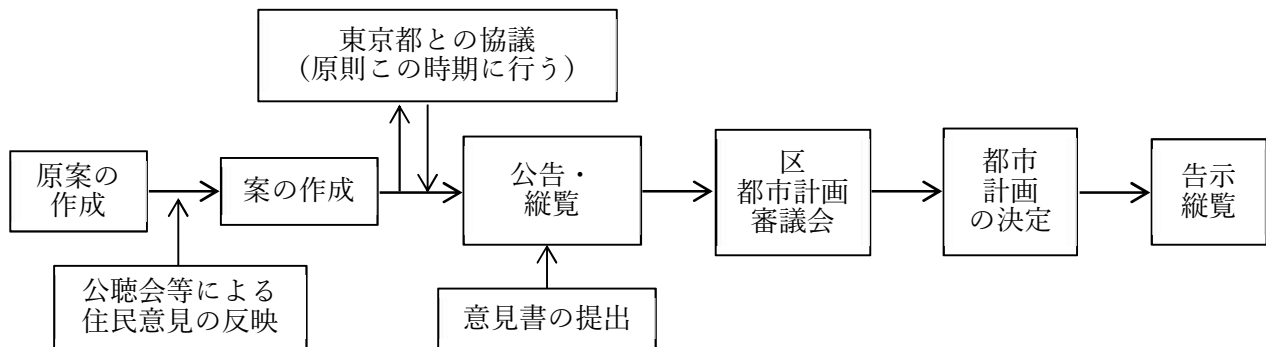 東京都との協議
（原則この時期に行う）
原案の
作成
案の作成
公告・
縦覧
区
都市計画
審議会
都市
計画
の決定
告示
縦覧
公聴会等による
住民意見の反映
意見書の提出